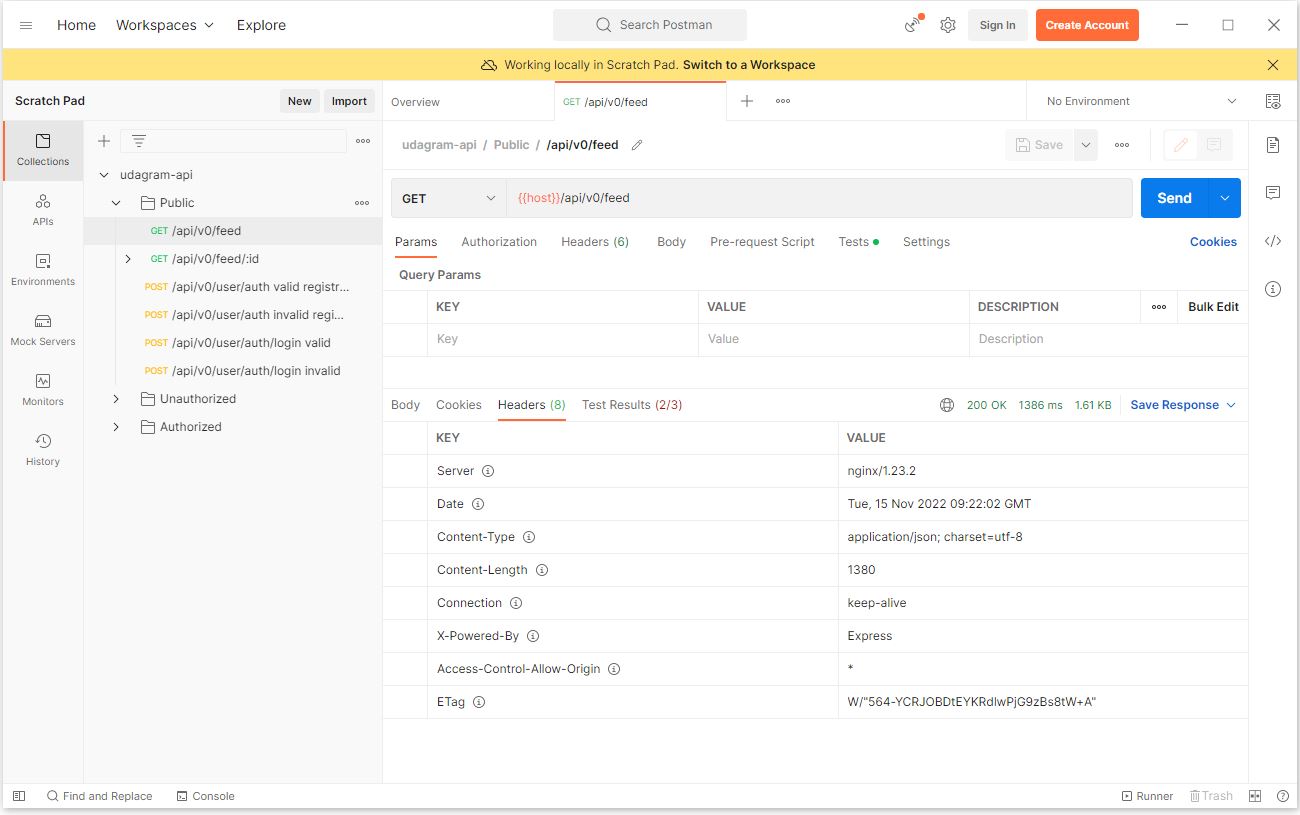 Home Workspaces Explore Search Postman Sign In Create Account
Working locally in Scratch Pad. Switch to a Workspace
Scratch Pad New Import
Overview GET /api/v0/feed No Environment
Collections
APIs
Environments
Mock Servers
Monitors
History
udagram-api
Public
GET /api/v0/feed
GET /api/v0/feed/:id
POST /api/v0/user/auth valid registr...
POST /api/v0/user/auth invalid regi...
POST /api/v0/user/auth/login valid
POST /api/v0/user/auth/login invalid
Unauthorized
Authorized
udagram-api / Public / /api/v0/feed Save
GET {{host}}/api/v0/feed Send
Params Authorization Headers (6) Body Pre-request Script Tests Settings Cookies
Query Params
KEY VALUE DESCRIPTION Bulk Edit
Key Value Description
Body Cookies Headers (8) Test Results (2/3) 200 OK 1386 ms 1.61 KB Save Response
KEY VALUE
Server nginx/1.23.2
Date Tue, 15 Nov 2022 09:22:02 GMT
Content-Type application/json; charset=utf-8
Content-Length 1380
Connection keep-alive
X-Powered-By Express
Access-Control-Allow-Origin *
ETag W/"564-YCRJOBDtEYKRdlwPjG9zBs8tW+A"
Find and Replace Console Runner Trash